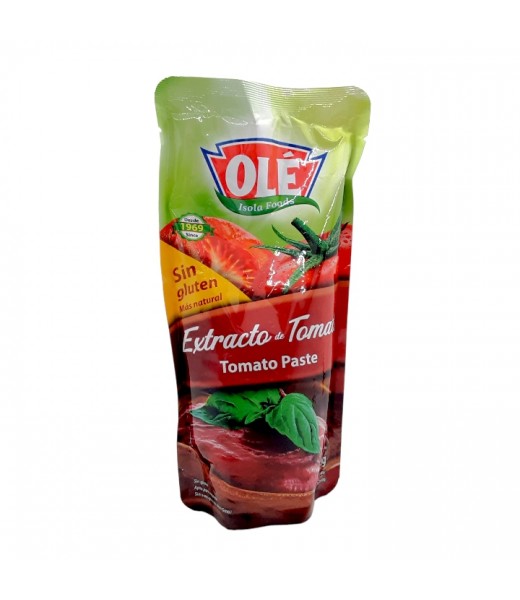 OLÉ
Isola Foods
Desde
1969
Sin
gluten
Más natural
Extracto de Tomat
Tomato Paste